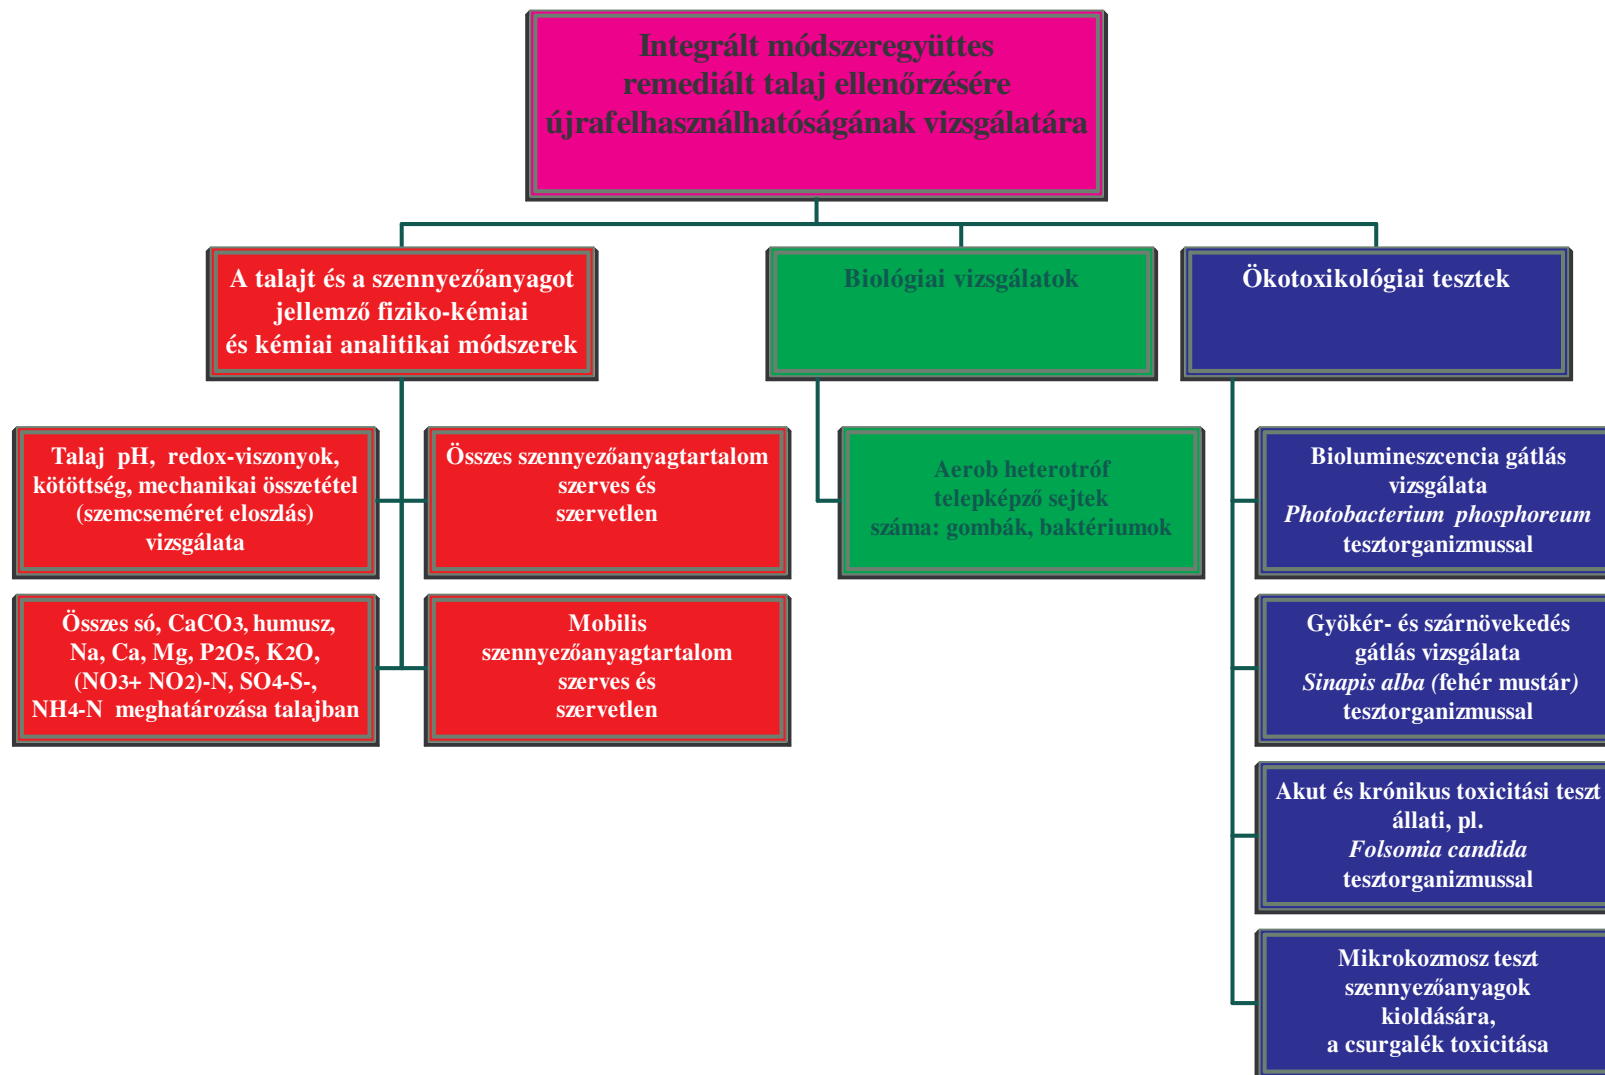 Integrált módszeregyüttes
remediált talaj ellenőrzésére
újrafelhasználhatóságának vizsgálatára
A talajt és a szennyezőanyagot
jellemző fiziko-kémiai
és kémiai analitikai módszerek
Biológiai vizsgálatok
Ökotoxikológiai tesztek
Talaj pH, redox-viszonyok,
kötöttség, mechanikai összetétel
(szemcseméret eloszlás)
vizsgálata
Összes szennyezőanyagtartalom
szerves és
szervetlen
Aerob heterotróf
telepképző sejtek
száma: gombák, baktériumok
Biolumineszcencia gátlás
vizsgálata
Photobacterium phosphoreum
tesztorganizmussal
Összes só, CaCO3, humusz,
Na, Ca, Mg, P2O5, K2O,
(NO3+ NO2)-N, SO4-S-,
NH4-N meghatározása talajban
Mobilis
szennyezőanyagtartalom
szerves és
szervetlen
Gyökér- és szárnövekedés
gátlás vizsgálata
Sinapis alba (fehér mustár)
tesztorganizmussal
Akut és krónikus toxicitási teszt
állati, pl.
Folsomia candida
tesztorganizmussal
Mikrokozmosz teszt
szennyezőanyagok
kioldására,
a csurgalék toxicitása